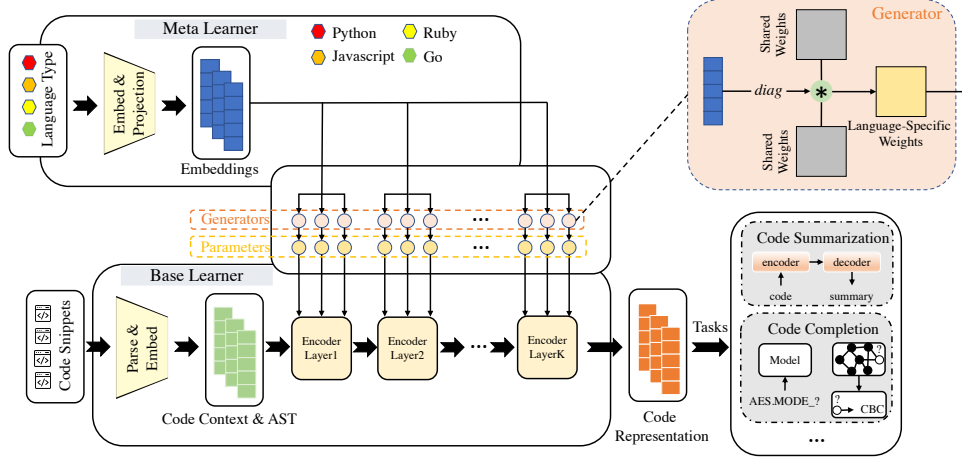 Meta Learner
Python
Ruby
Javascript
Go
Language Type
Embed &
Projection
Embeddings
Generator
Shared
Weights
diag
*
Shared
Weights
Language-Specific
Weights
Generators
...
Parameters
...
Base Learner
Code Snippets
Parse &
Embed
Code Context & AST
Encoder
Layer1
Encoder
Layer2
...
Encoder
LayerK
Code
Representation
Tasks
Code Summarization
encoder
decoder
code
summary
Code Completion
Model
?
AES.MODE_?
?
CBC
...